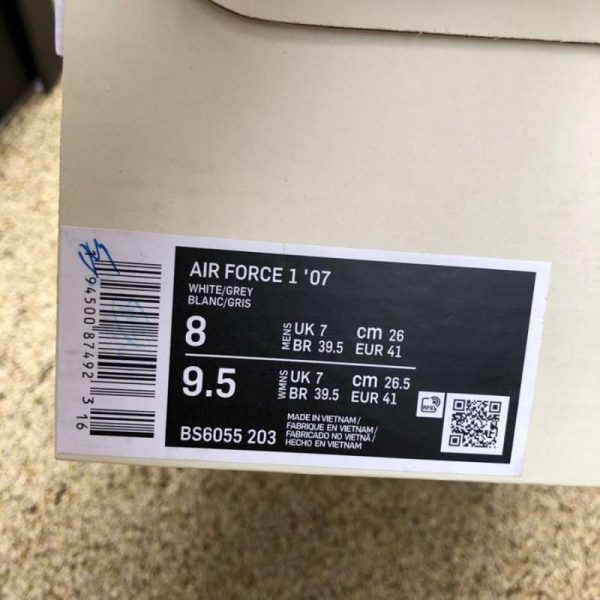 AIR FORCE 1 '07
WHITE/GREY
BLANC/GRIS
8
MENS
UK 7 cm 26
BR 39.5 EUR 41
9.5
WMNS
UK 7 cm 26.5
BR 39.5 EUR 41
BS6055 203
MADE IN VIETNAM /
FABRIQUE EN VIETNAM /
FABRICADO NO VIETNÃ /
HECHO EN VIETNAM
RFID
94500 87492 3 16